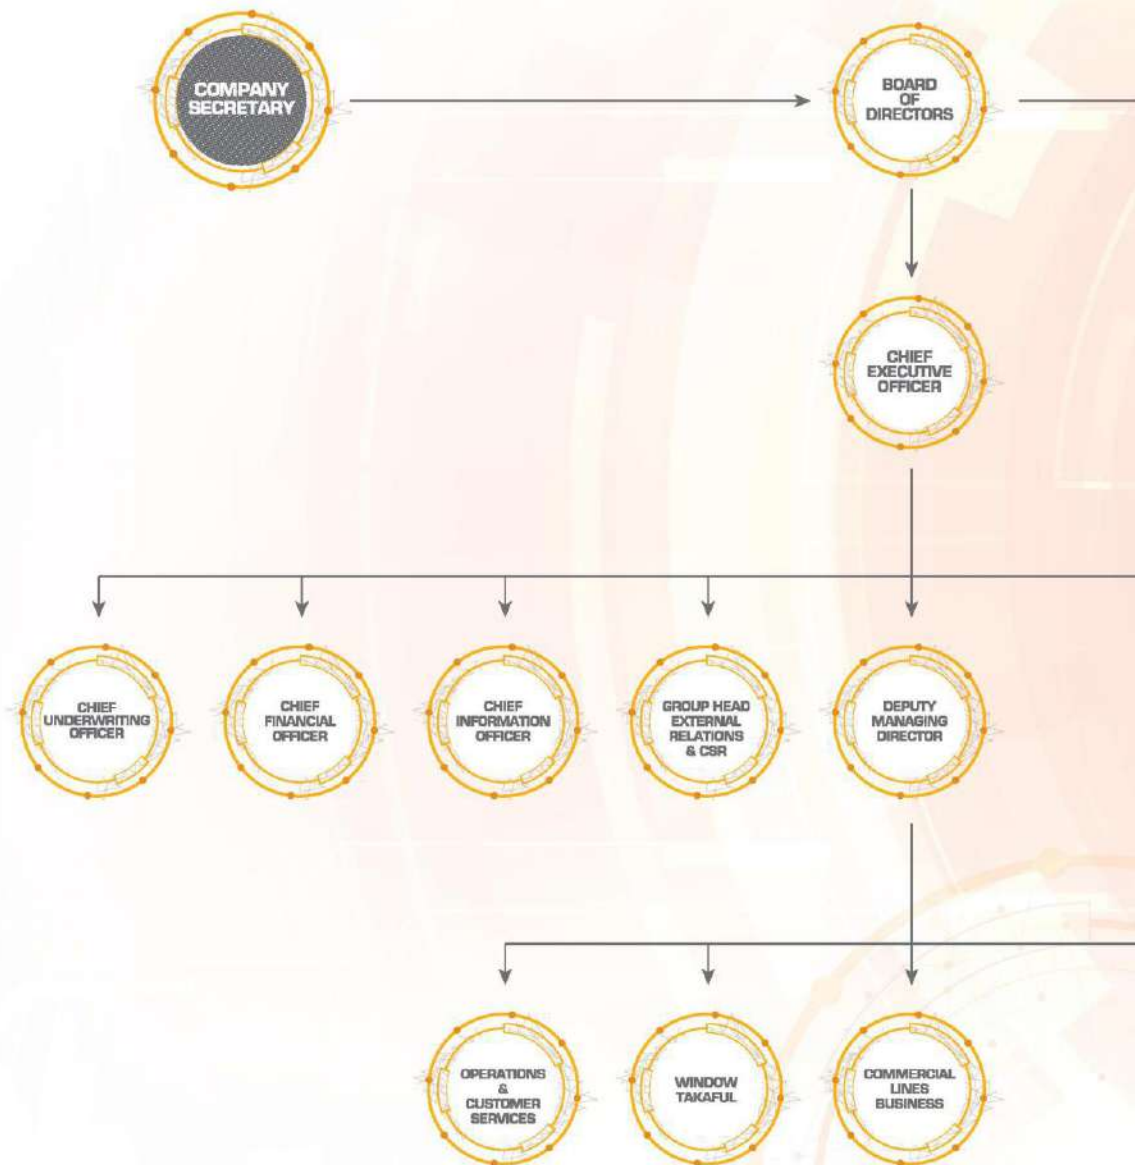 COMPANY
SECRETARY
BOARD
OF
DIRECTORS
CHIEF
EXECUTIVE
OFFICER
CHIEF
UNDERWRITING
OFFICER
CHIEF
FINANCIAL
OFFICER
CHIEF
INFORMATION
OFFICER
GROUP HEAD
EXTERNAL
RELATIONS
& CSR
DEPUTY
MANAGING
DIRECTOR
OPERATIONS
&
CUSTOMER
SERVICES
WINDOW
TAKAFUL
COMMERCIAL
LINES
BUSINESS